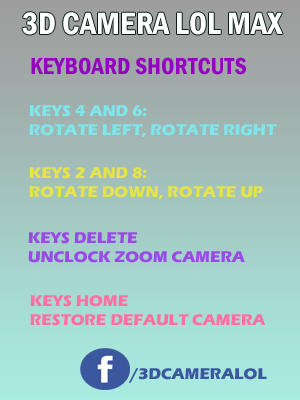 3D CAMERA LOL MAX
KEYBOARD SHORTCUTS
KEYS 4 AND 6:
ROTATE LEFT, ROTATE RIGHT
KEYS 2 AND 8:
ROTATE DOWN, ROTATE UP
KEYS DELETE
UNCLOCK ZOOM CAMERA
KEYS HOME
RESTORE DEFAULT CAMERA
f/3DCAMERALOL